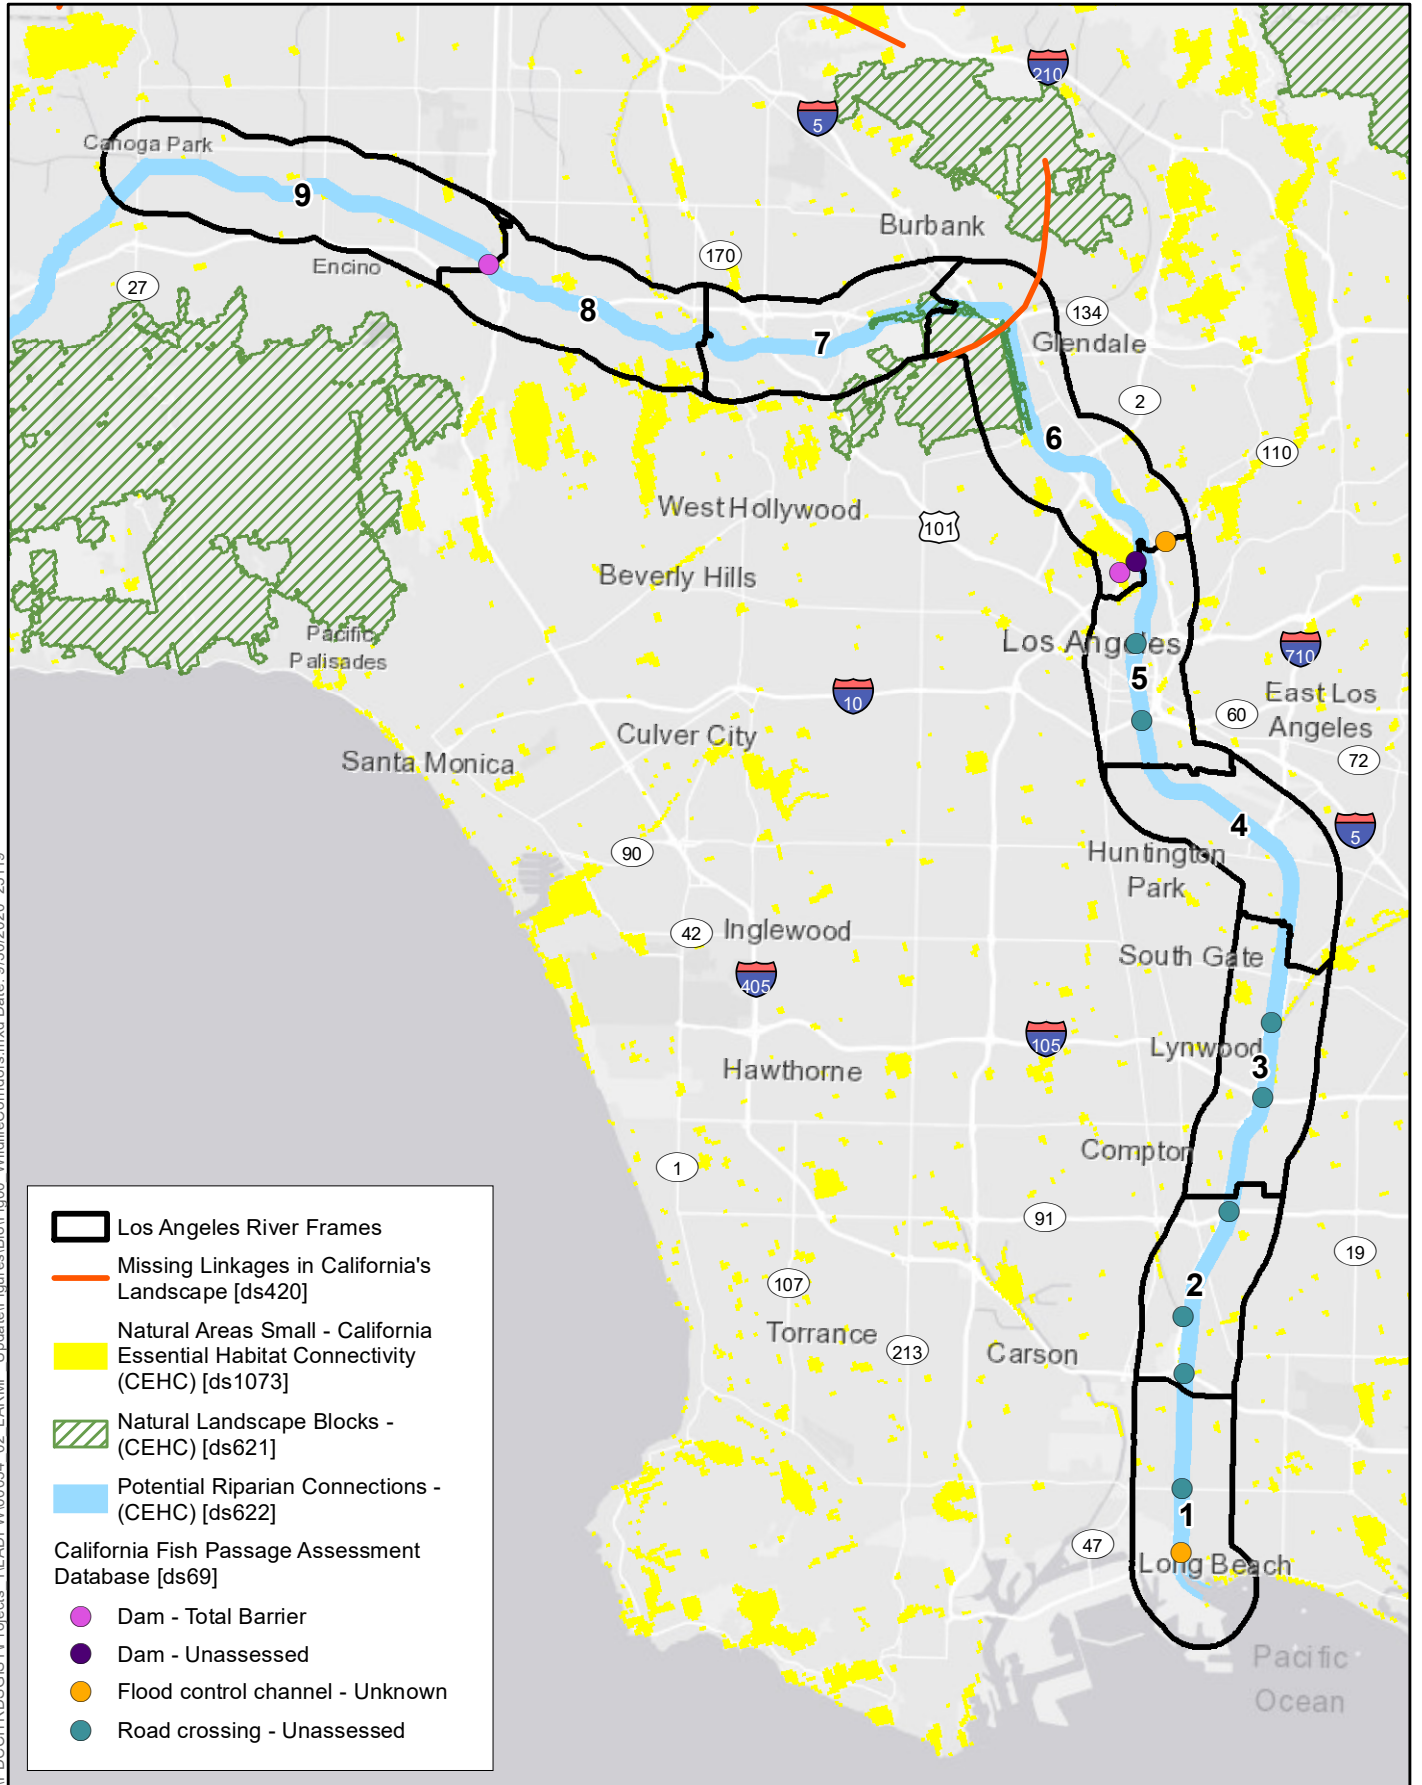 210
5
Canoga Park
9
Burbank
170
Encino
27
8
7
134
Glendale
2
6
110
West Hollywood
101
Beverly Hills
Pacific
Palisades
Los Angeles
710
5
10
East Los
Angeles
60
Culver City
72
Santa Monica
4
5
90
Huntington
Park
42
Inglewood
South Gate
405
105
Lynwood
3
Hawthorne
Compton
1
91
19
107
2
Torrance
213
Carson
1
47
Long Beach
Pacific
Ocean
Los Angeles River Frames
Missing Linkages in California's
Landscape [ds420]
Natural Areas Small - California
Essential Habitat Connectivity
(CEHC) [ds1073]
Natural Landscape Blocks -
(CEHC) [ds621]
Potential Riparian Connections -
(CEHC) [ds622]
California Fish Passage Assessment
Database [ds69]
Dam - Total Barrier
Dam - Unassessed
Flood control channel - Unknown
Road crossing - Unassessed